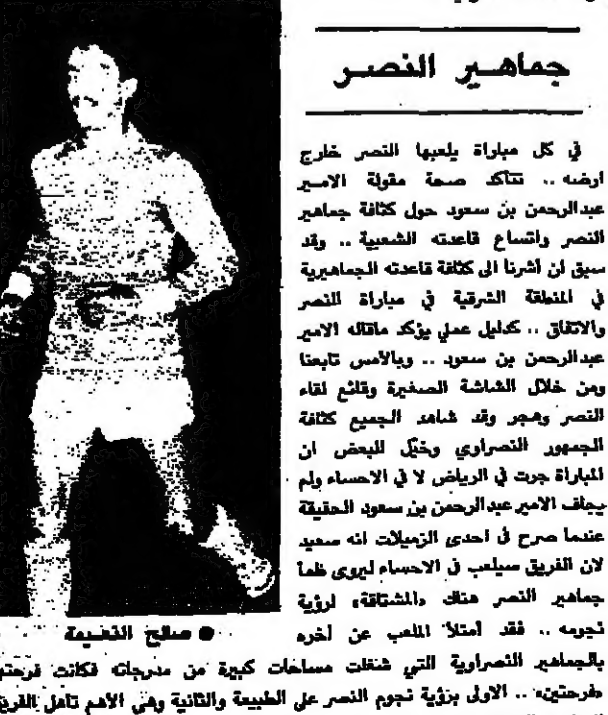 جماهير النصر
في كل مباراة يلعبها النصر خارج
ارضه .. تتأكد صحة مقولة الامير
عبدالرحمن بن سعود حول كثافة جماهير
النصر واتساع قاعدته الشعبية .. وقد
سبق ان أشرنا الى كثافة قاعدته الجماهيرية
في المنطقة الشرقية في مباراة النصر
والاتفاق .. كدليل عملي يؤكد ماقاله الامير
عبدالرحمن بن سعود .. وبالأمس تابعنا
ومن خلال الشاشة الصغيرة وقائع لقاء
النصر وهجر وقد شاهد الجميع كثافة
الجمهور النصراوي وخيّل للبعض ان
المباراة جرت في الرياض لا في الاحساء ولم
يجاف الامير عبدالرحمن بن سعود الحقيقة
عندما صرح في احدى الزميلات انه سعيد
لان الفريق سيلعب في الاحساء ليروى ظمأ
جماهير النصر هناك «المشتاقة» لرؤية
نجومه .. فقد أمتلأ الملعب عن أخره
بالجماهير النصراوية التي شغلت مساحات كبيرة من مدرجاته فكانت فرحتهم
«فرحتين» .. الاولى برؤية نجوم النصر على الطبيعة والثانية وهي الاهم تاهل الفريق
● صالح